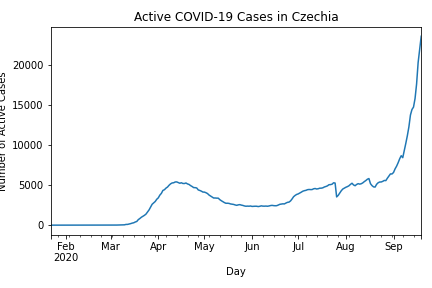 Active COVID-19 Cases in Czechia
Number of Active Cases
20000
15000
10000
5000
0
Feb Mar Apr May Jun Jul Aug Sep
2020
Day